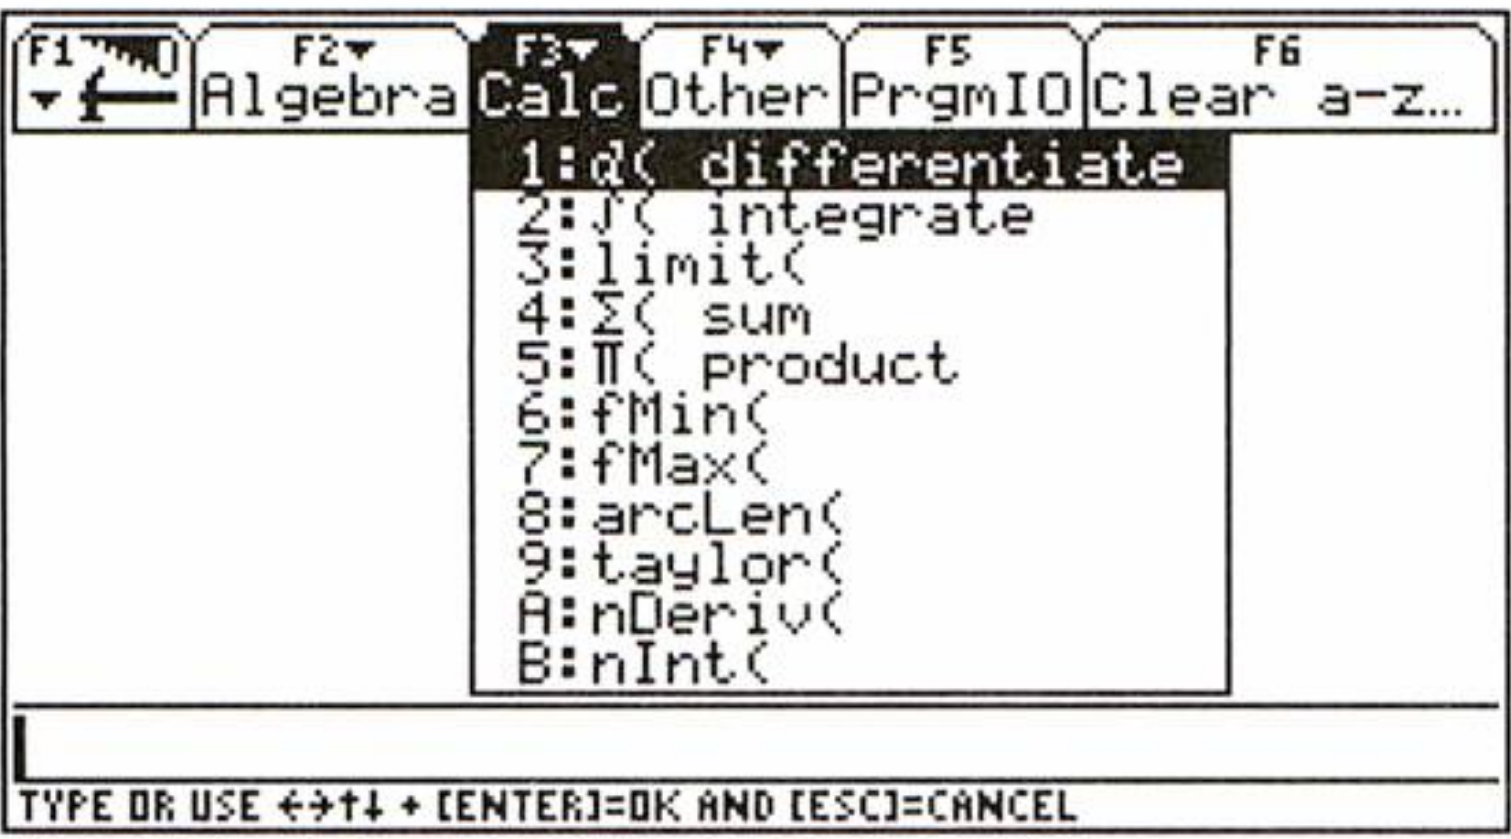 F1 F2▼ F3▼ F4▼ F5 F6
▼ Algebra Calc Other PrgmIO Clear a-z…
1:d( differentiate
2:∫( integrate
3:limit(
4:Σ( sum
5:Π( product
6:fMin(
7:fMax(
8:arcLen(
9:taylor(
A:nDeriv(
B:nInt(
TYPE OR USE ←→↑↓ + [ENTER]=OK AND [ESC]=CANCEL